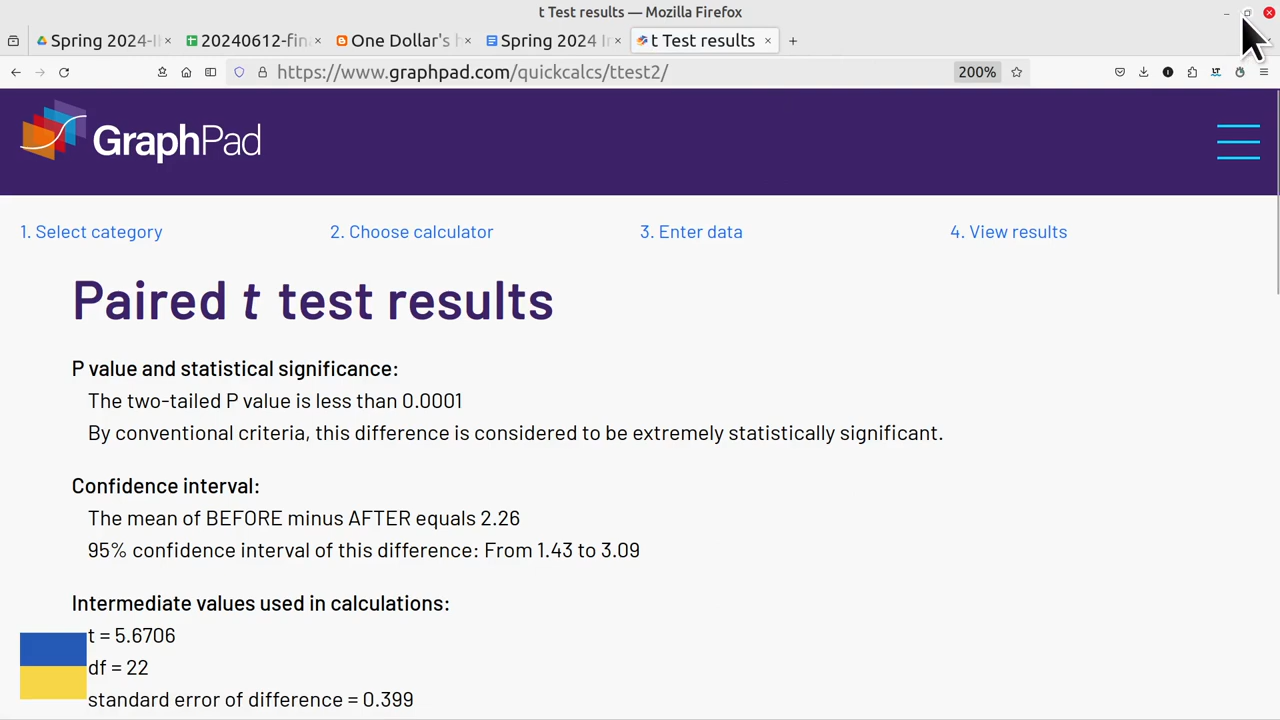 t Test results — Mozilla Firefox
Spring 2024-I
20240612-fin
One Dollar's
Spring 2024 I
t Test results
https://www.graphpad.com/quickcalcs/ttest2/
200%
GraphPad
1. Select category
2. Choose calculator
3. Enter data
4. View results
Paired t test results
P value and statistical significance:
The two-tailed P value is less than 0.0001
By conventional criteria, this difference is considered to be extremely statistically significant.
Confidence interval:
The mean of BEFORE minus AFTER equals 2.26
95% confidence interval of this difference: From 1.43 to 3.09
Intermediate values used in calculations:
t = 5.6706
df = 22
standard error of difference = 0.399